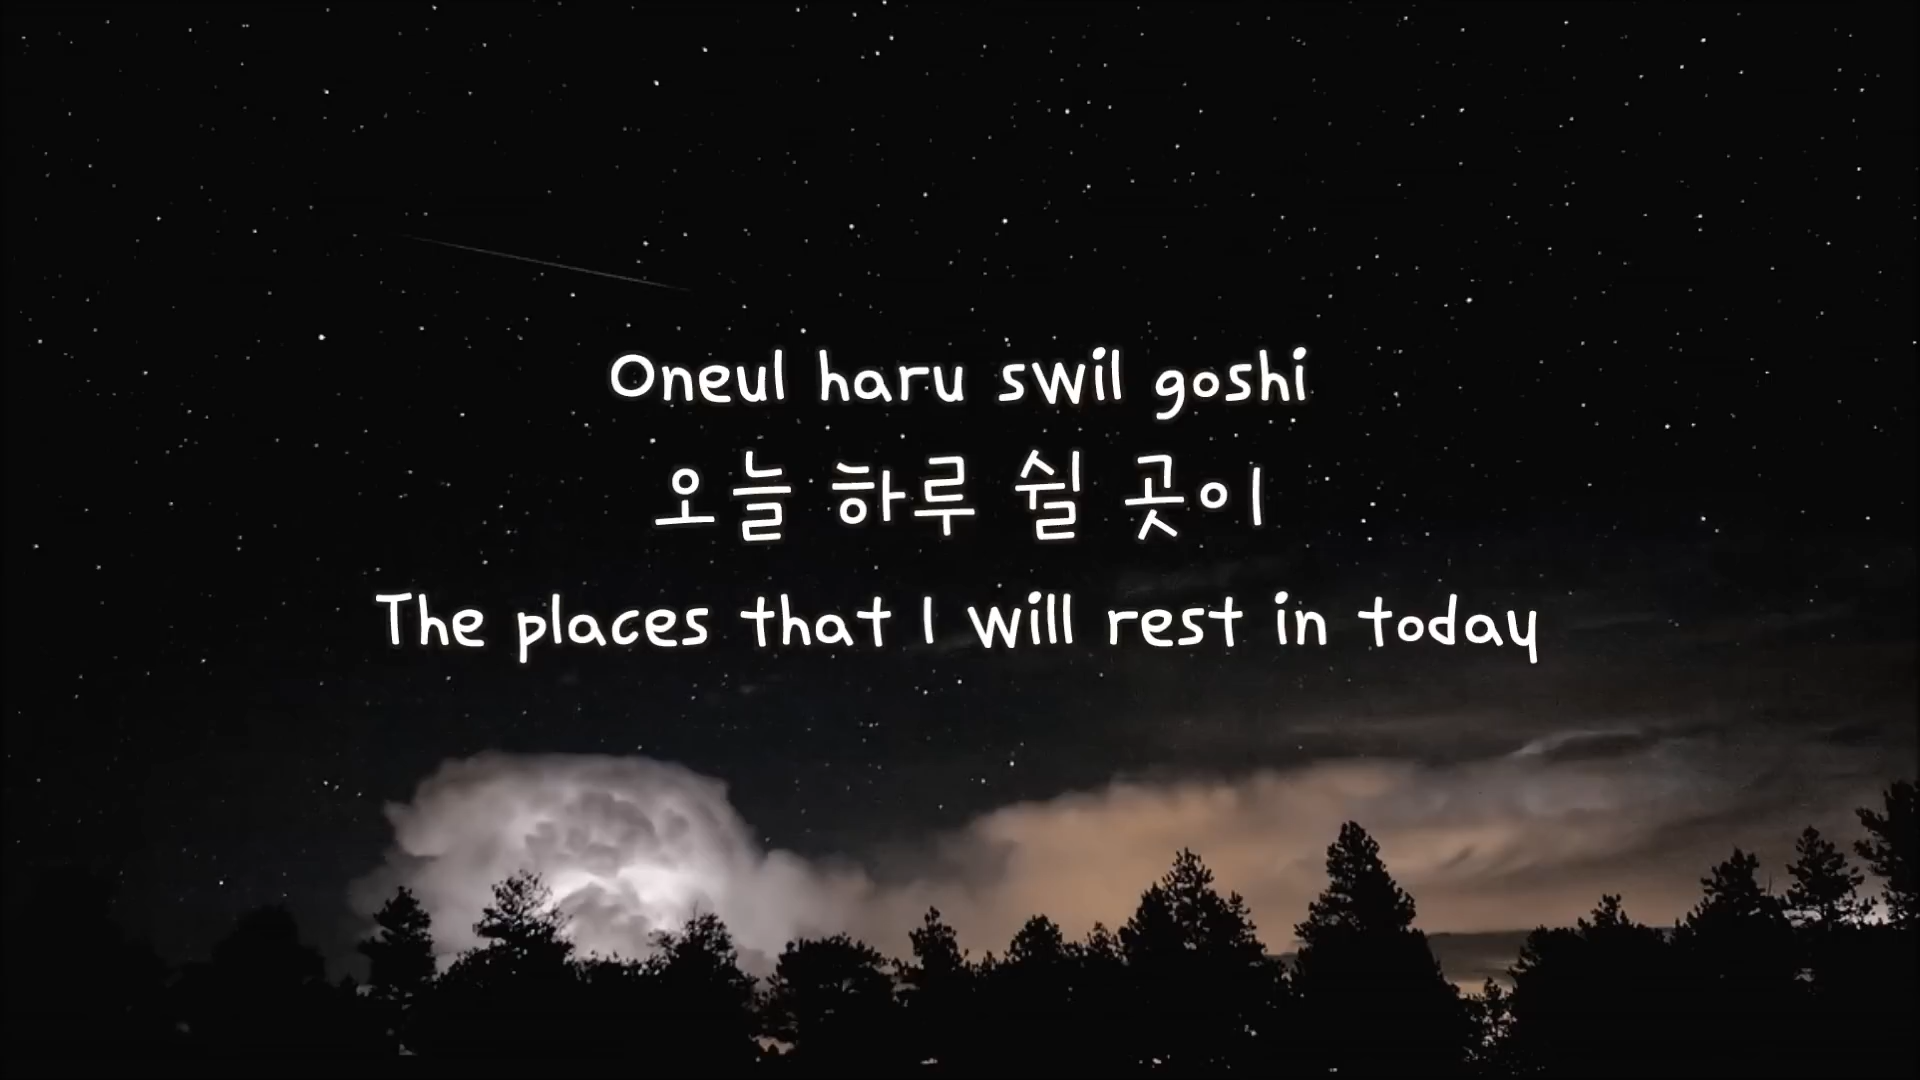 Oneul haru swil goshi
오늘 하루 쉴 곳이
The places that I will rest in today